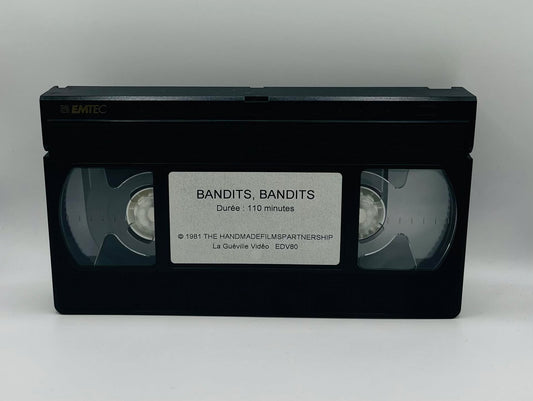 EMTEC
BANDITS, BANDITS
Durée : 110 minutes
© 1981 THE HANDMADEFILMSPARTNERSHIP
La Guéville Vidéo EDV80